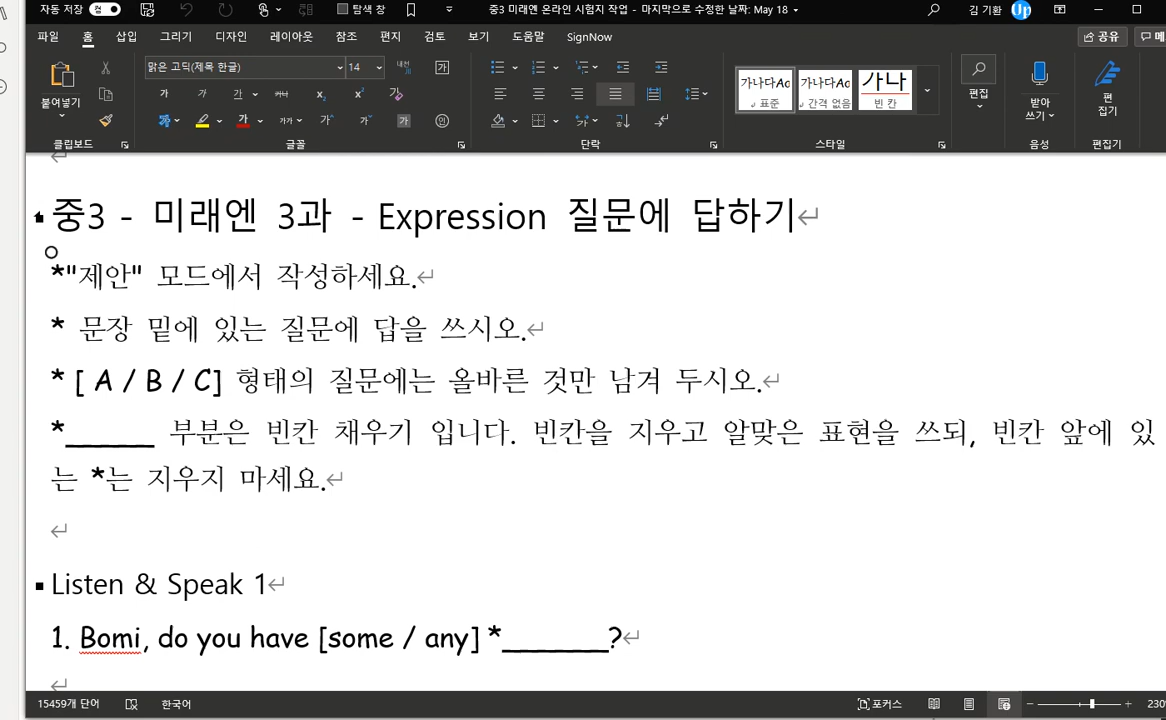 자동 저장 켬 탐색 창 중3 미래엔 온라인 시험지 작업 - 마지막으로 수정한 날짜: May 18 김 기환 Up
파일 홈 삽입 그리기 디자인 레이아웃 참조 편지 검토 보기 도움말 SignNow 공유 메
붙여넣기 맑은 고딕(제목 한글) 14 가나다Aa 가나다Aa 가나 편집 받아 쓰기 편 집기
표준 간격 없음 빈 칸
클립보드 글꼴 단락 스타일 음성 편집기
중3 - 미래엔 3과 - Expression 질문에 답하기
*"제안" 모드에서 작성하세요.
* 문장 밑에 있는 질문에 답을 쓰시오.
* [ A / B / C] 형태의 질문에는 올바른 것만 남겨 두시오.
*______ 부분은 빈칸 채우기 입니다. 빈칸을 지우고 알맞은 표현을 쓰되, 빈칸 앞에 있
는 *는 지우지 마세요.
Listen & Speak 1
1. Bomi, do you have [some / any] *_______?
15459개 단어 한국어 포커스 230